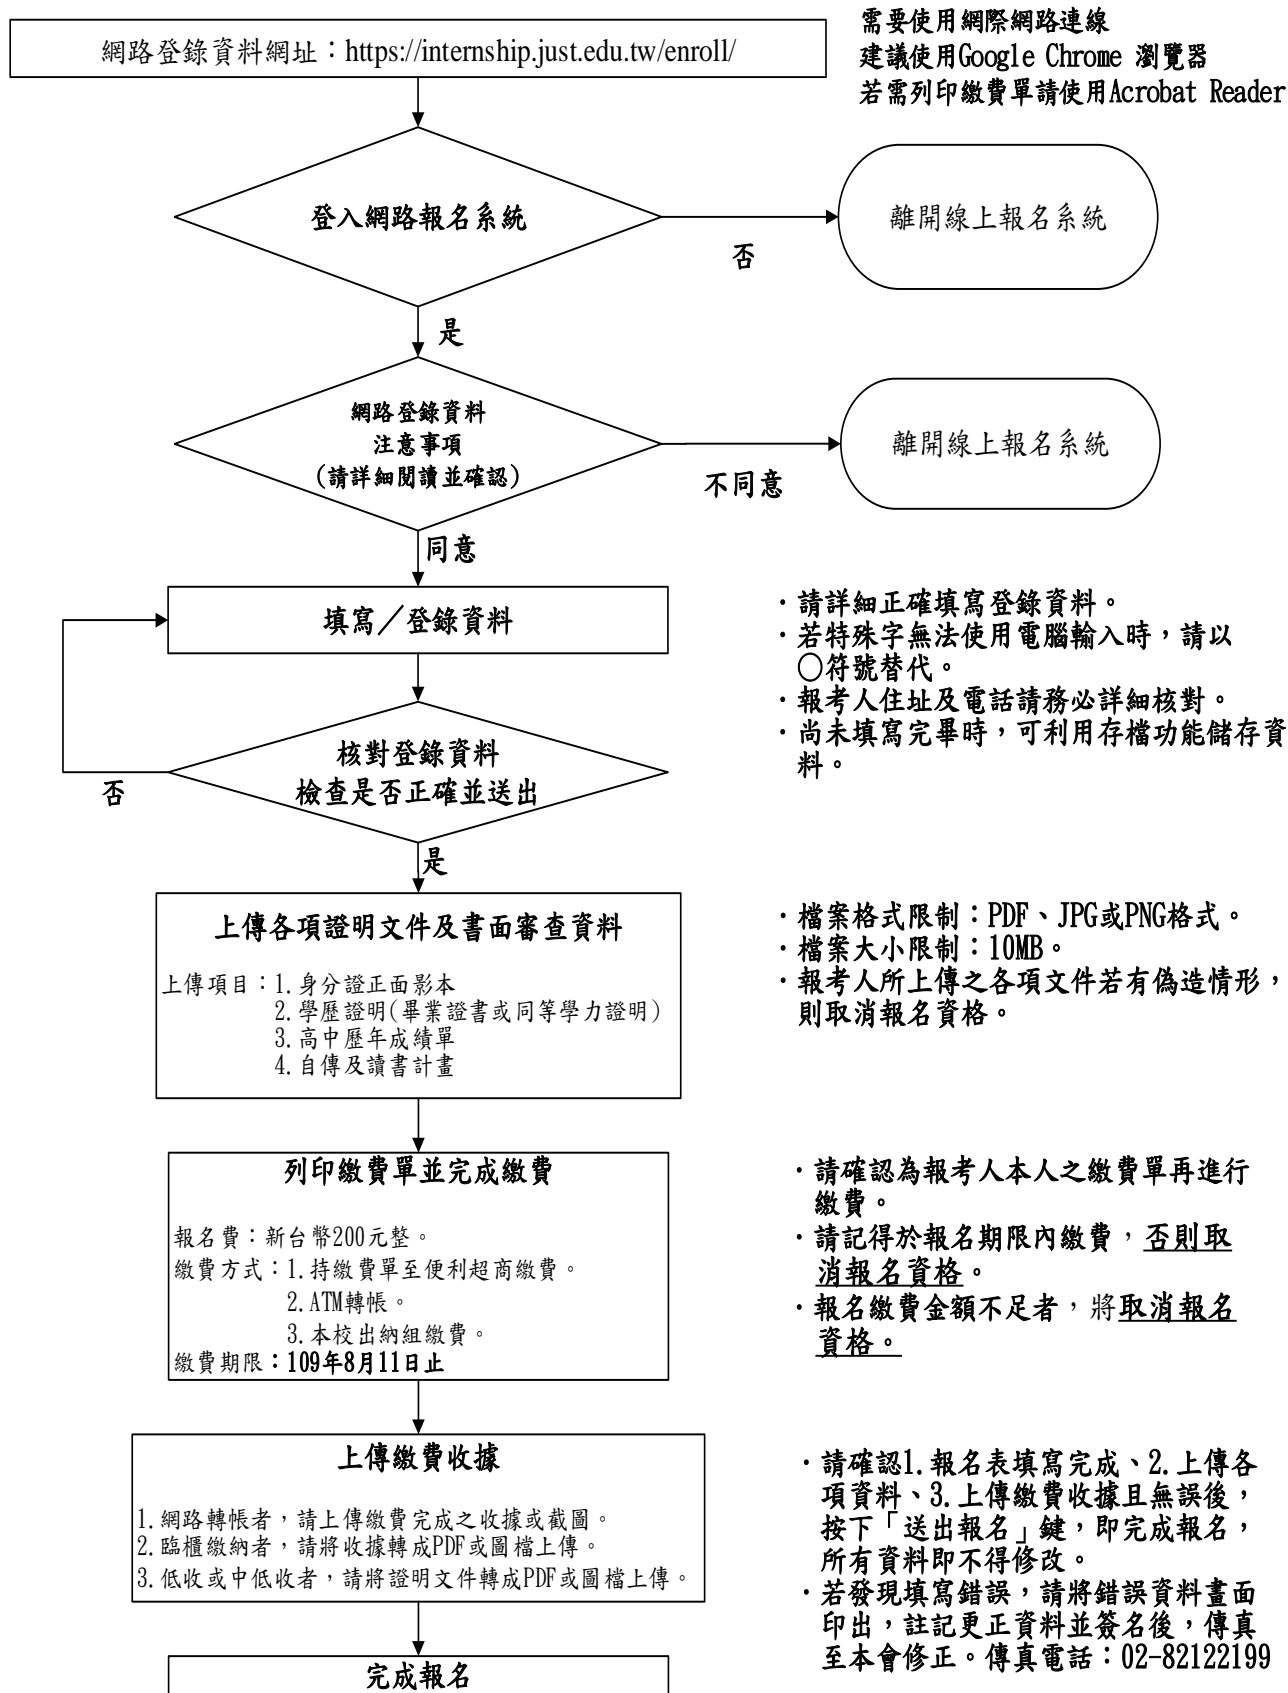 網路登錄資料網址：https://internship.just.edu.tw/enroll/
需要使用網際網路連線
建議使用Google Chrome 瀏覽器
若需列印繳費單請使用Acrobat Reader
登入網路報名系統
否
離開線上報名系統
是
網路登錄資料
注意事項
(請詳細閱讀並確認)
不同意
離開線上報名系統
同意
填寫／登錄資料
·請詳細正確填寫登錄資料。
·若特殊字無法使用電腦輸入時，請以
○符號替代。
·報考人住址及電話請務必詳細核對。
·尚未填寫完畢時，可利用存檔功能儲存資
料。
核對登錄資料
檢查是否正確並送出
否
是
上傳各項證明文件及書面審查資料
上傳項目：1.身分證正面影本
2.學歷證明(畢業證書或同等學力證明)
3.高中歷年成績單
4.自傳及讀書計畫
·檔案格式限制：PDF、JPG或PNG格式。
·檔案大小限制：10MB。
·報考人所上傳之各項文件若有偽造情形，
則取消報名資格。
列印繳費單並完成繳費
報名費：新台幣200元整。
繳費方式：1.持繳費單至便利超商繳費。
2.ATM轉帳。
3.本校出納組繳費。
繳費期限：109年8月11日止
·請確認為報考人本人之繳費單再進行
繳費。
·請記得於報名期限內繳費，否則取
消報名資格。
·報名繳費金額不足者，將取消報名
資格。
上傳繳費收據
1.網路轉帳者，請上傳繳費完成之收據或截圖。
2.臨櫃繳納者，請將收據轉成PDF或圖檔上傳。
3.低收或中低收者，請將證明文件轉成PDF或圖檔上傳。
·請確認1.報名表填寫完成、2.上傳各
項資料、3.上傳繳費收據且無誤後，
按下「送出報名」鍵，即完成報名，
所有資料即不得修改。
·若發現填寫錯誤，請將錯誤資料畫面
印出，註記更正資料並簽名後，傳真
至本會修正。傳真電話：02-82122199
完成報名